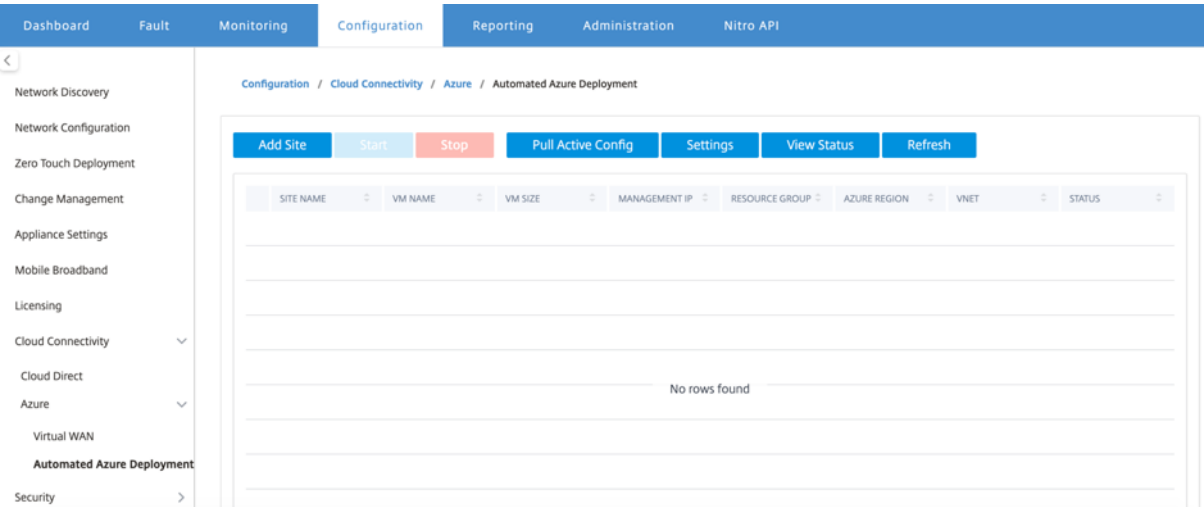 Dashboard Fault Monitoring Configuration Reporting Administration Nitro API
Configuration / Cloud Connectivity / Azure / Automated Azure Deployment
Network Discovery
Network Configuration
Zero Touch Deployment
Change Management
Appliance Settings
Mobile Broadband
Licensing
Cloud Connectivity
Cloud Direct
Azure
Virtual WAN
Automated Azure Deployment
Security
Add Site Start Stop Pull Active Config Settings View Status Refresh
SITE NAME VM NAME VM SIZE MANAGEMENT IP RESOURCE GROUP AZURE REGION VNET STATUS
No rows found